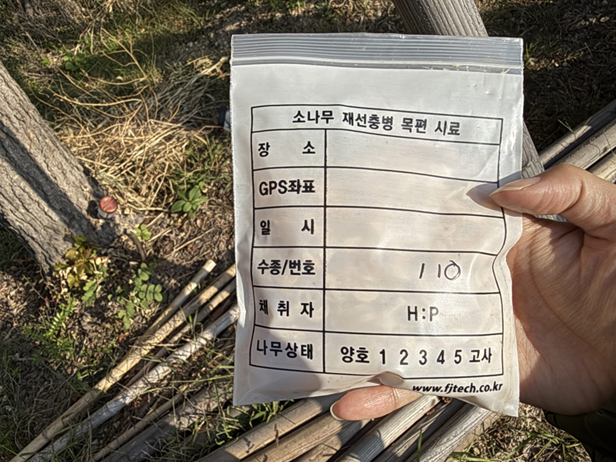 소나무 재선충병 목편 시료
장 소
GPS좌표
일 시
수종/번호 / 110
채 취 자 H:P
나무상태 양호 1 2 3 4 5 고사
www.fjtech.co.kr